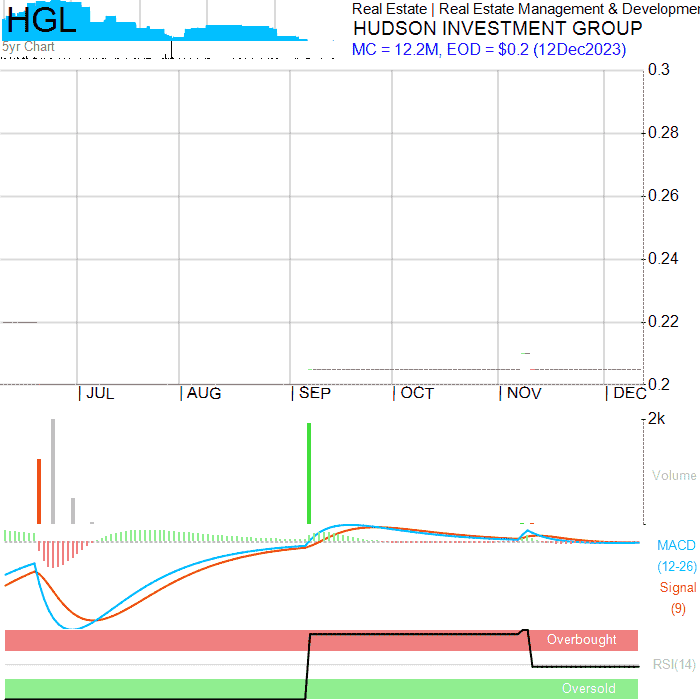 HGL
5yr Chart
Real Estate | Real Estate Management & Developmen
HUDSON INVESTMENT GROUP
MC = 12.2M, EOD = $0.2 (12Dec2023)
0.3
0.28
0.26
0.24
0.22
0.2
| JUL | AUG | SEP | OCT | NOV | DEC
2k
Volume
MACD
(12-26)
Signal
(9)
Overbought
RSI(14)
Oversold